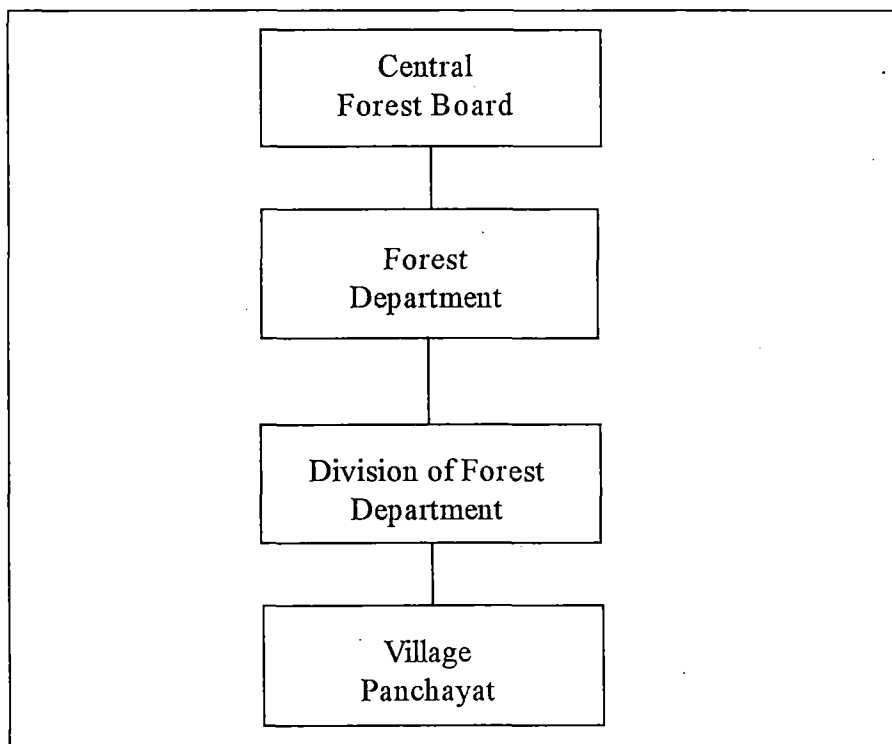 Central
Forest Board
Forest
Department
Division of Forest
Department
Village
Panchayat